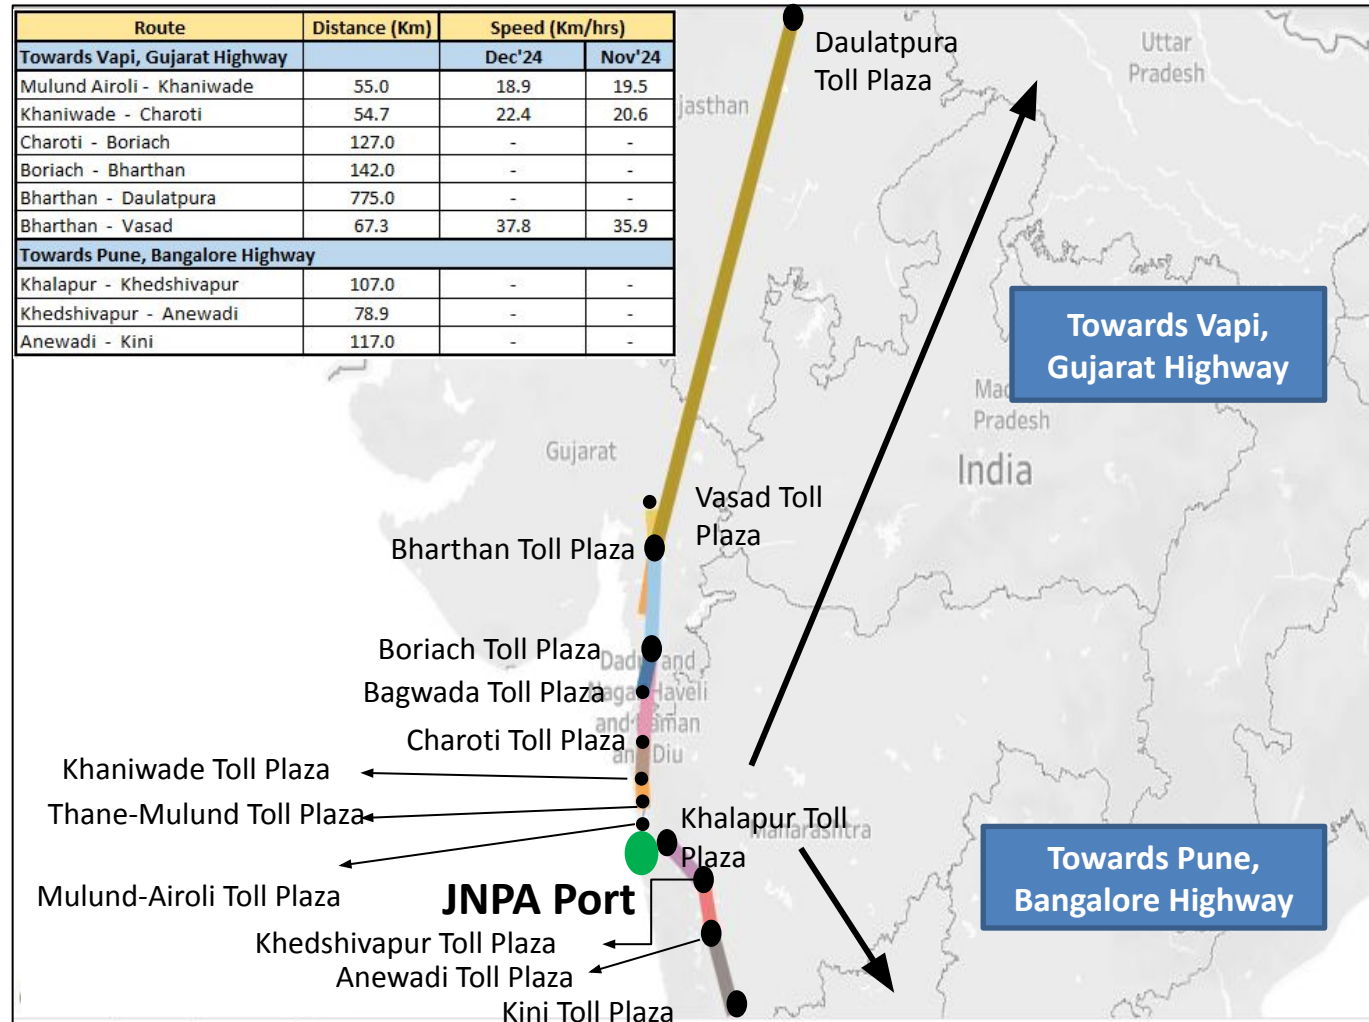 Route Distance (Km) Speed (Km/hrs)
Towards Vapi, Gujarat Highway Dec'24 Nov'24
Mulund Airoli - Khaniwade 55.0 18.9 19.5
Khaniwade - Charoti 54.7 22.4 20.6
Charoti - Boriach 127.0 - -
Boriach - Bharthan 142.0 - -
Bharthan - Daulatpura 775.0 - -
Bharthan - Vasad 67.3 37.8 35.9
Towards Pune, Bangalore Highway
Khalapur - Khedshivapur 107.0 - -
Khedshivapur - Anewadi 78.9 - -
Anewadi - Kini 117.0 - -
Daulatpura
Toll Plaza
Uttar
Pradesh
jasthan
Towards Vapi,
Gujarat Highway
Pradesh
India
Gujarat
Vasad Toll
Plaza
Bharthan Toll Plaza
Boriach Toll Plaza
Bagwada Toll Plaza
Charoti Toll Plaza
and
Haveli
and
Diu
Khaniwade Toll Plaza
Thane-Mulund Toll Plaza
Mulund-Airoli Toll Plaza
Khalapur Toll
Plaza
Maharashtra
JNPA Port
Towards Pune,
Bangalore Highway
Khedshivapur Toll Plaza
Anewadi Toll Plaza
Kini Toll Plaza